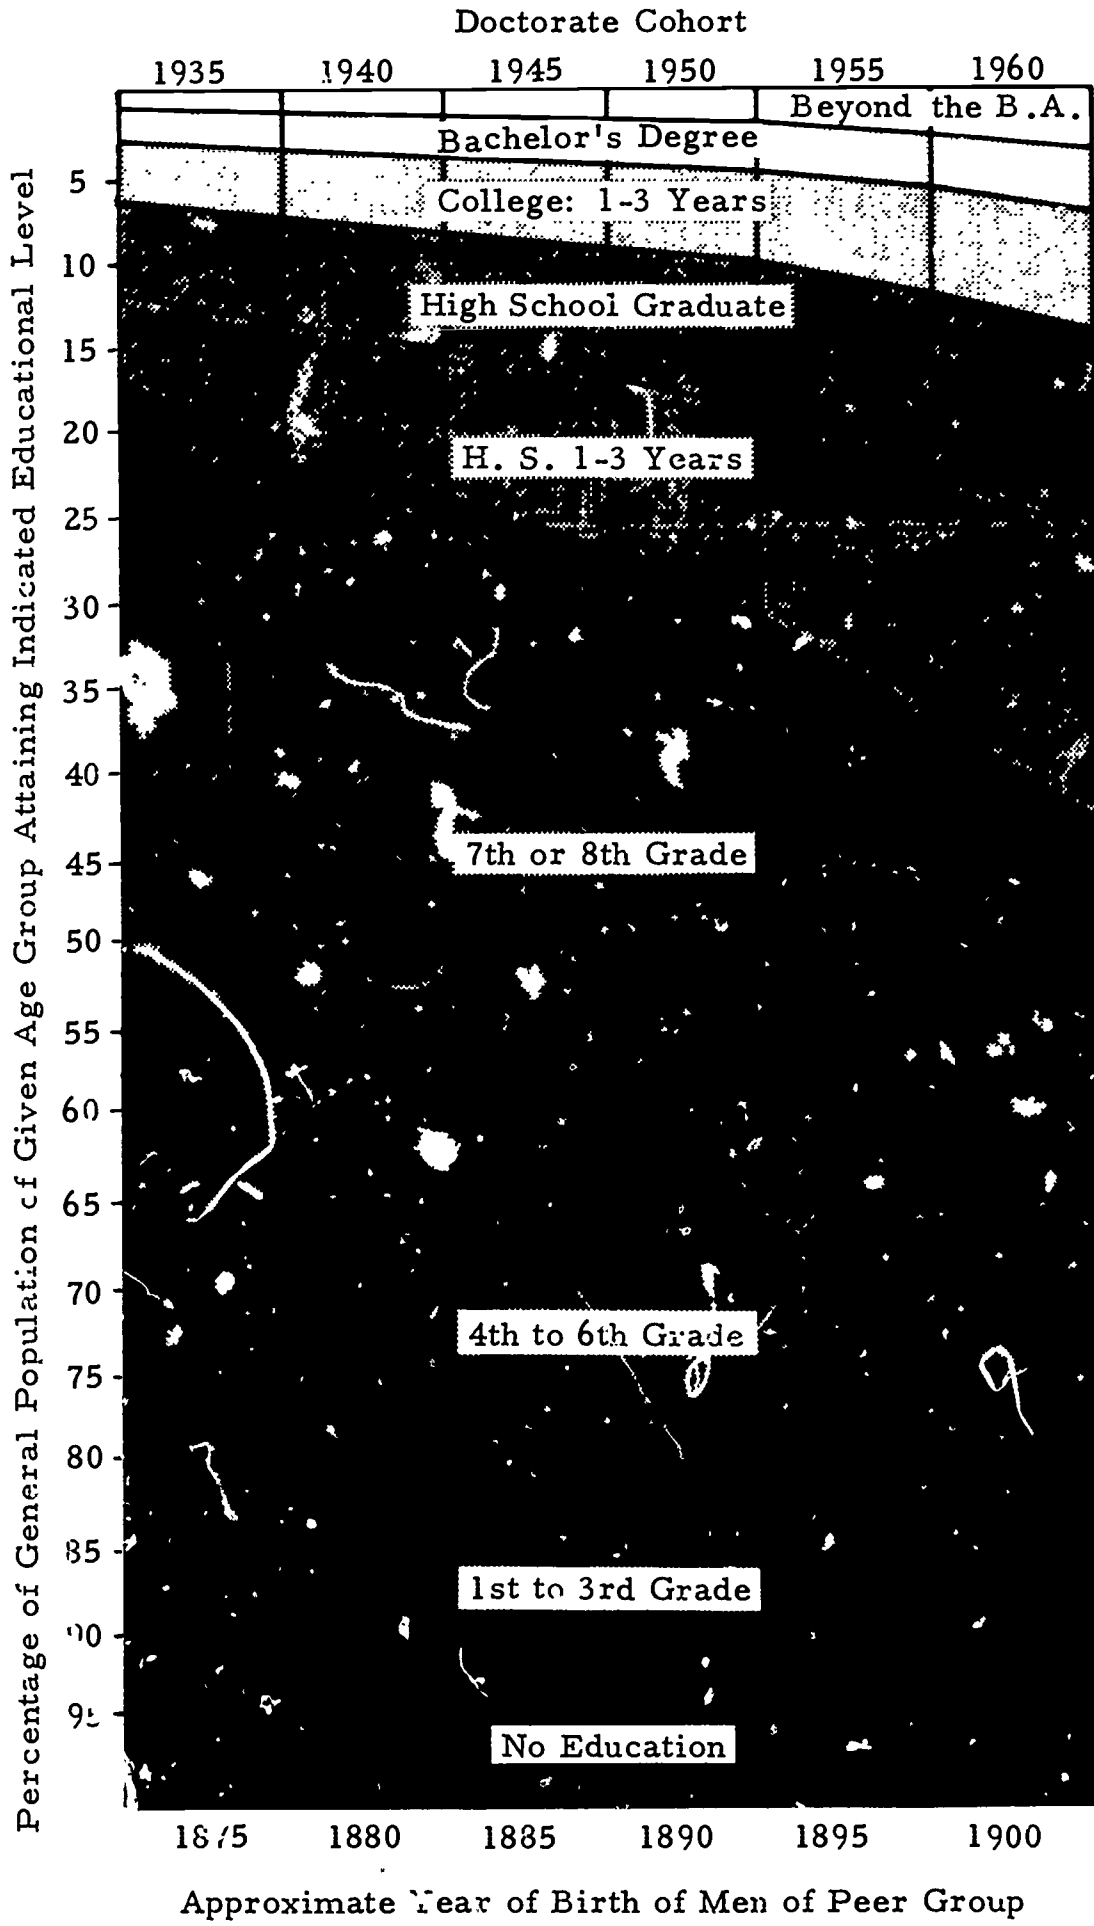 Doctorate Cohort
1935 1940 1945 1950 1955 1960
Beyond the B.A.
Bachelor's Degree
College: 1-3 Years
High School Graduate
H. S. 1-3 Years
7th or 8th Grade
4th to 6th Grade
1st to 3rd Grade
No Education
Percentage of General Population of Given Age Group Attaining Indicated Educational Level
5
10
15
20
25
30
35
40
45
50
55
60
65
70
75
80
85
90
95
1875 1880 1885 1890 1895 1900
Approximate Year of Birth of Men of Peer Group